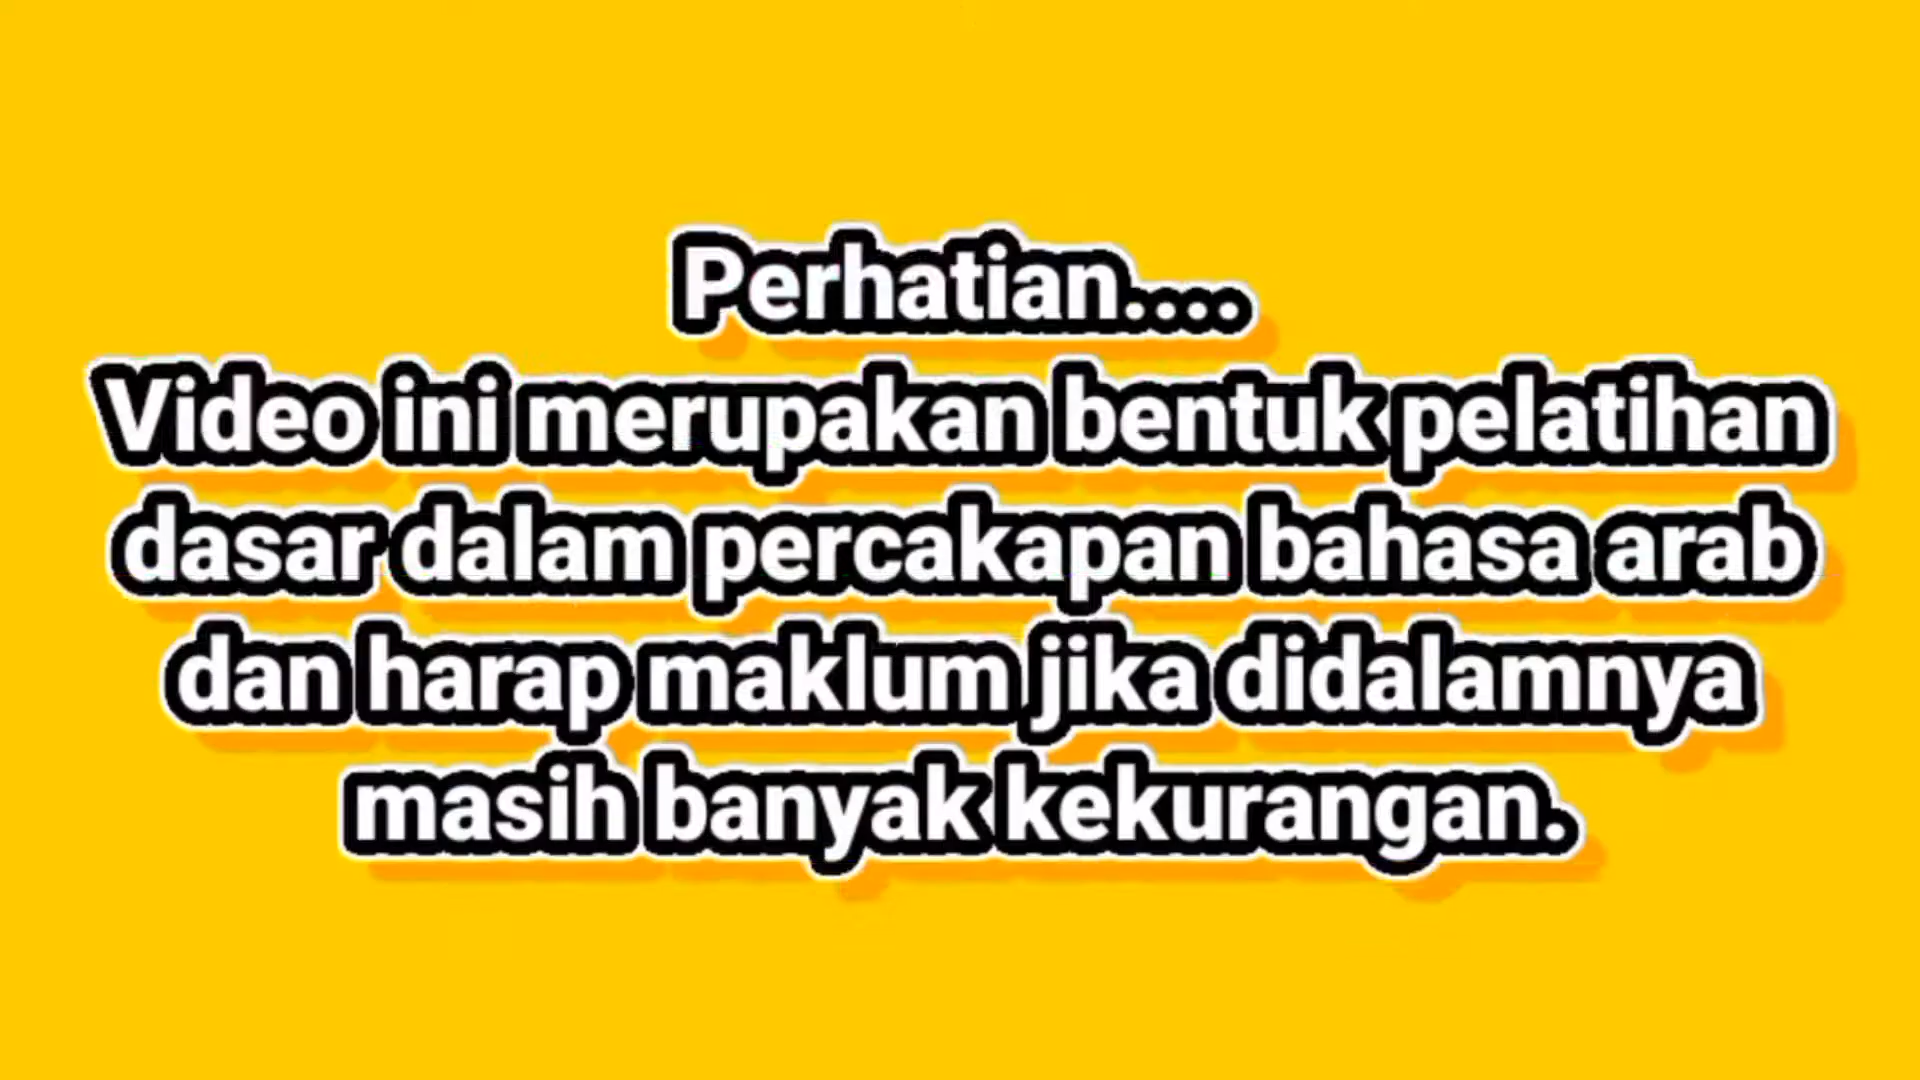 Perhatian....
Video ini merupakan bentuk pelatihan
dasar dalam percakapan bahasa arab
dan harap maklum jika didalamnya
masih banyak kekurangan.